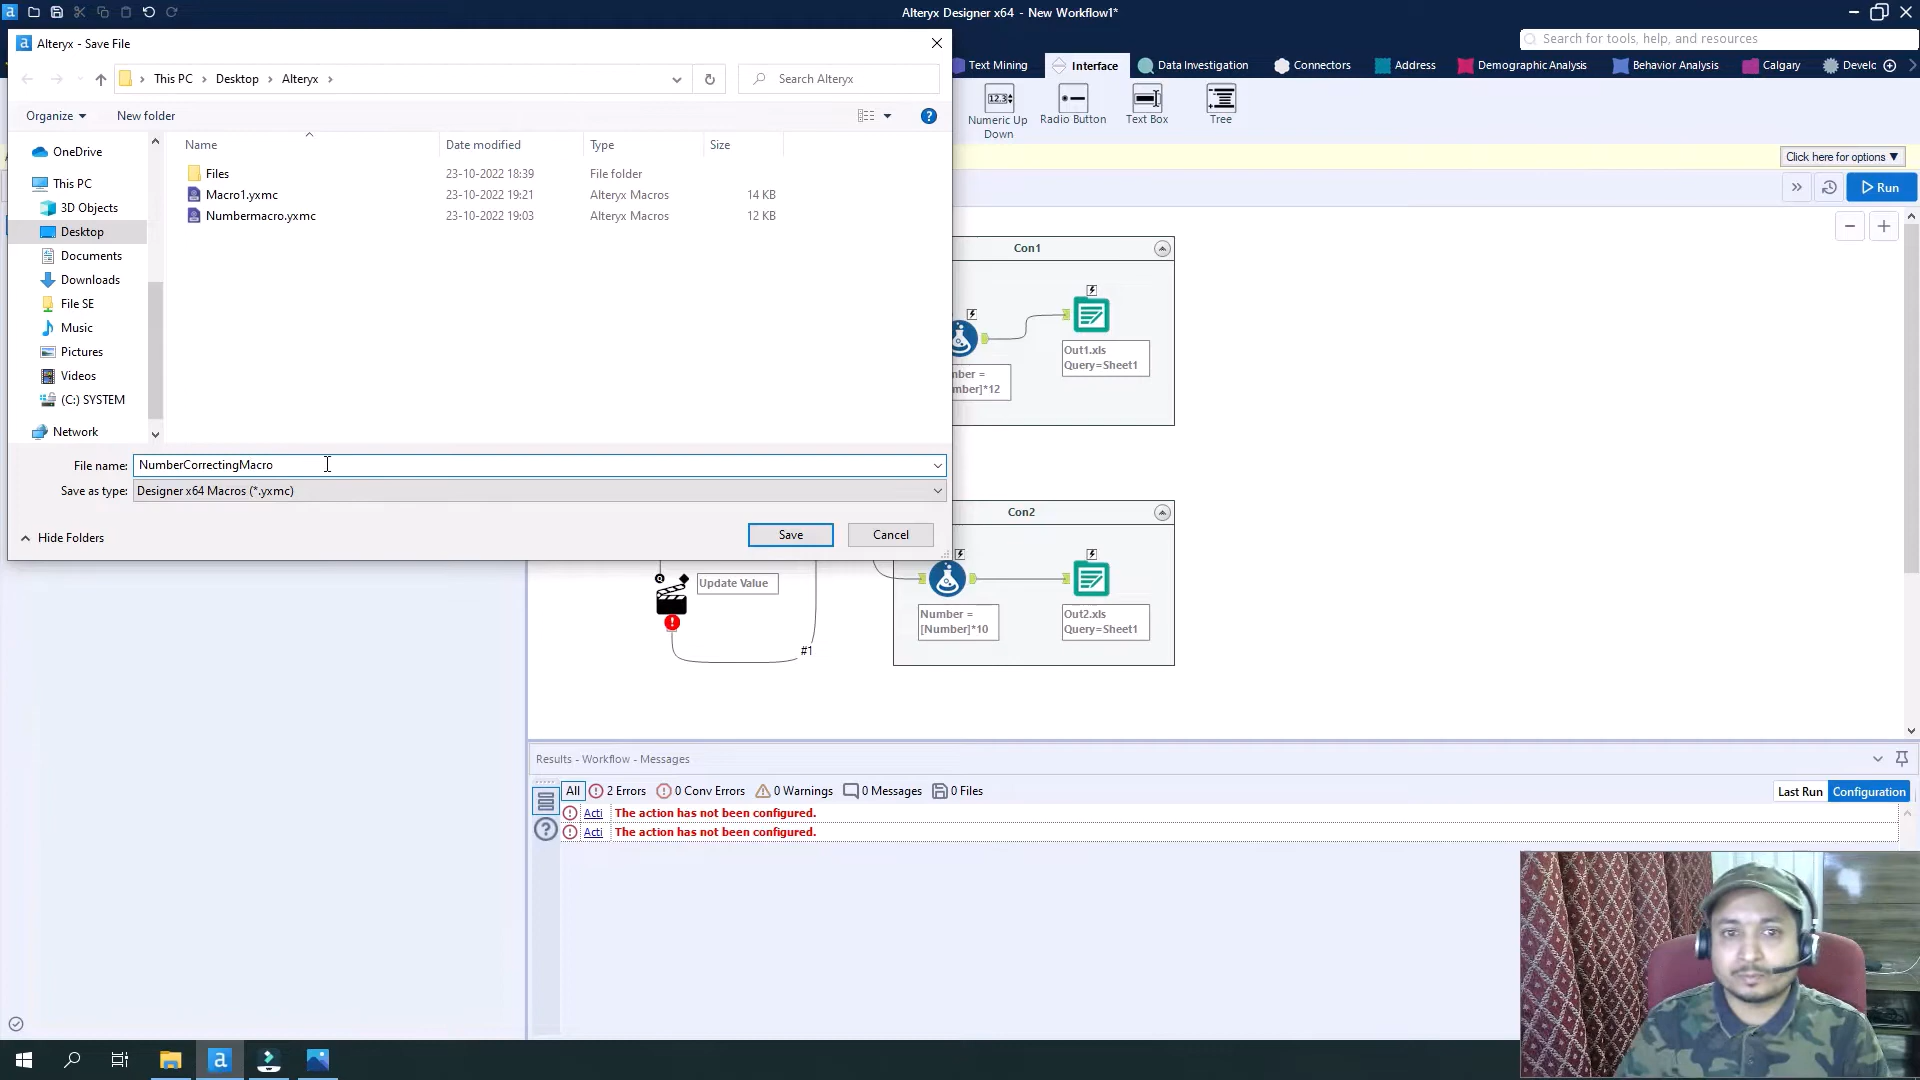 Alteryx Designer x64 - New Workflow1*
Alteryx - Save File
Search for tools, help, and resources
This PC > Desktop > Alteryx >
Search Alteryx
Text Mining
Interface
Data Investigation
Connectors
Address
Demographic Analysis
Behavior Analysis
Calgary
Develo
Organize
New folder
Numeric Up
Down
Radio Button
Text Box
Tree
Click here for options
Run
Name
Date modified
Type
Size
Files
23-10-2022 18:39
File folder
Macro1.yxmc
23-10-2022 19:21
Alteryx Macros
14 KB
Numbermacro.yxmc
23-10-2022 19:03
Alteryx Macros
12 KB
OneDrive
This PC
3D Objects
Desktop
Documents
Downloads
File SE
Music
Pictures
Videos
(C:) SYSTEM
Network
File name: NumberCorrectingMacro
Save as type: Designer x64 Macros (*.yxmc)
Hide Folders
Save
Cancel
Con1
Out1.xls
Query=Sheet1
mber =
mber]*12
Con2
Update Value
#1
Number =
[Number]*10
Out2.xls
Query=Sheet1
Results - Workflow - Messages
All
2 Errors
0 Conv Errors
0 Warnings
0 Messages
0 Files
Last Run
Configuration
Acti
The action has not been configured.
Acti
The action has not been configured.